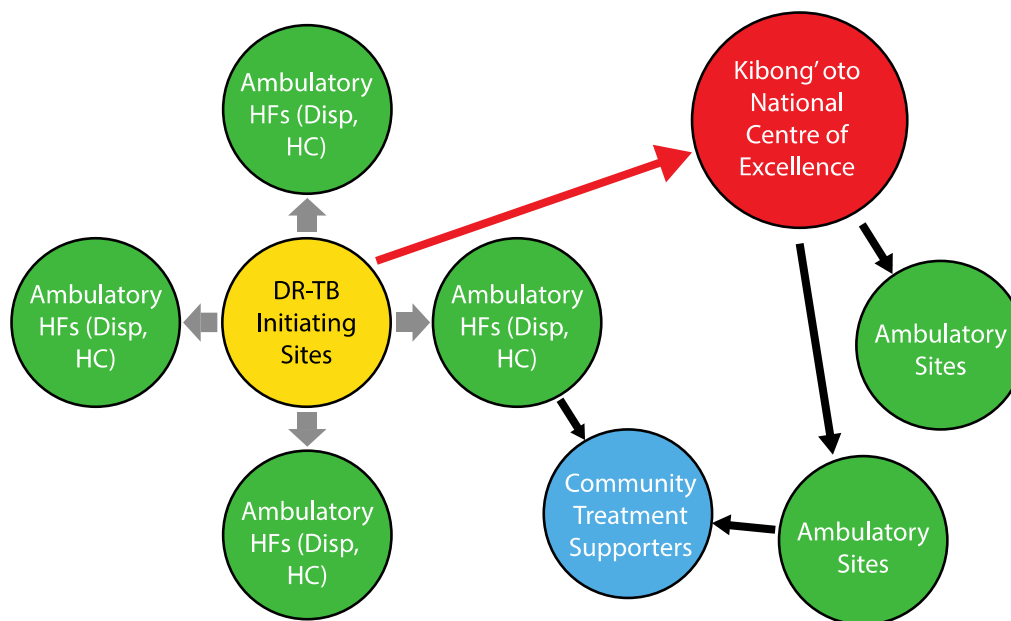 Ambulatory
HFs (Disp,
HC)
Kibong’oto
National
Centre of
Excellence
Ambulatory
HFs (Disp,
HC)
DR-TB
Initiating
Sites
Ambulatory
HFs (Disp,
HC)
Ambulatory
Sites
Ambulatory
HFs (Disp,
HC)
Community
Treatment
Supporters
Ambulatory
Sites